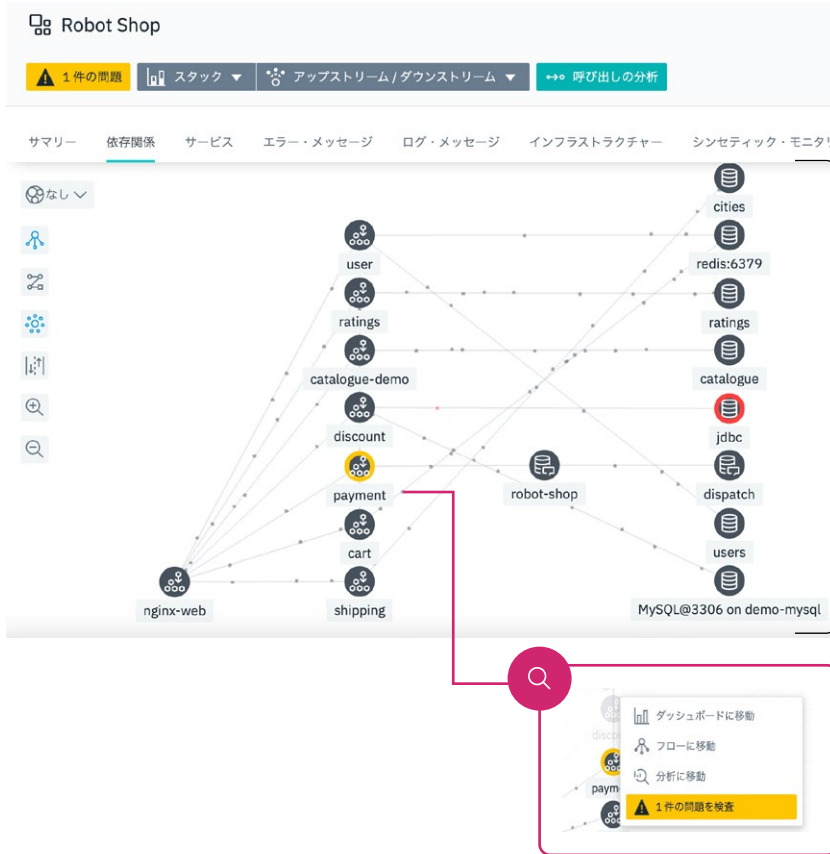 Robot Shop
1 件の問題
スタック
アップストリーム / ダウンストリーム
呼び出しの分析
サマリー
依存関係
サービス
エラー・メッセージ
ログ・メッセージ
インフラストラクチャー
シンセティック・モニタリ
なし
cities
user
redis:6379
ratings
ratings
catalogue-demo
catalogue
discount
jdbc
payment
robot-shop
dispatch
cart
users
nginx-web
shipping
MySQL@3306 on demo-mysql
ダッシュボードに移動
disco
フローに移動
分析に移動
paym
1 件の問題を検査